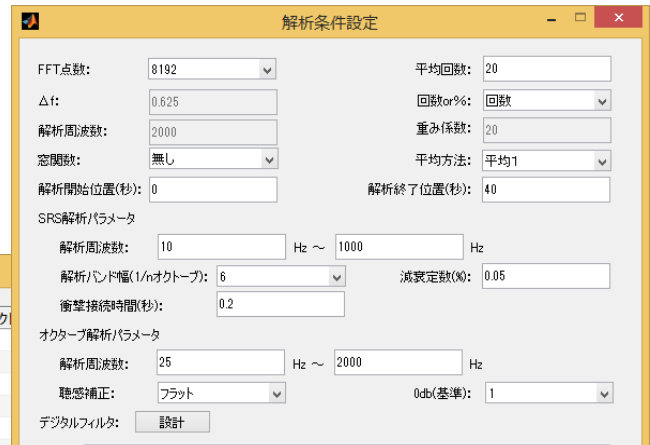 解析条件設定
FFT点数: 8192 平均回数: 20
Δf: 0.625 回数or%: 回数
解析周波数: 2000 重み係数: 20
窓関数: 無し 平均方法: 平均1
解析開始位置(秒): 0 解析終了位置(秒): 40
SRS解析パラメータ
解析周波数: 10 Hz ～ 1000 Hz
解析バンド幅(1/nオクトーブ): 6 減衰定数(%): 0.05
衝撃接続時間(秒): 0.2
オクターブ解析パラメータ
解析周波数: 25 Hz ～ 2000 Hz
聴感補正: フラット 0db(基準): 1
デジタルフィルタ: 設計